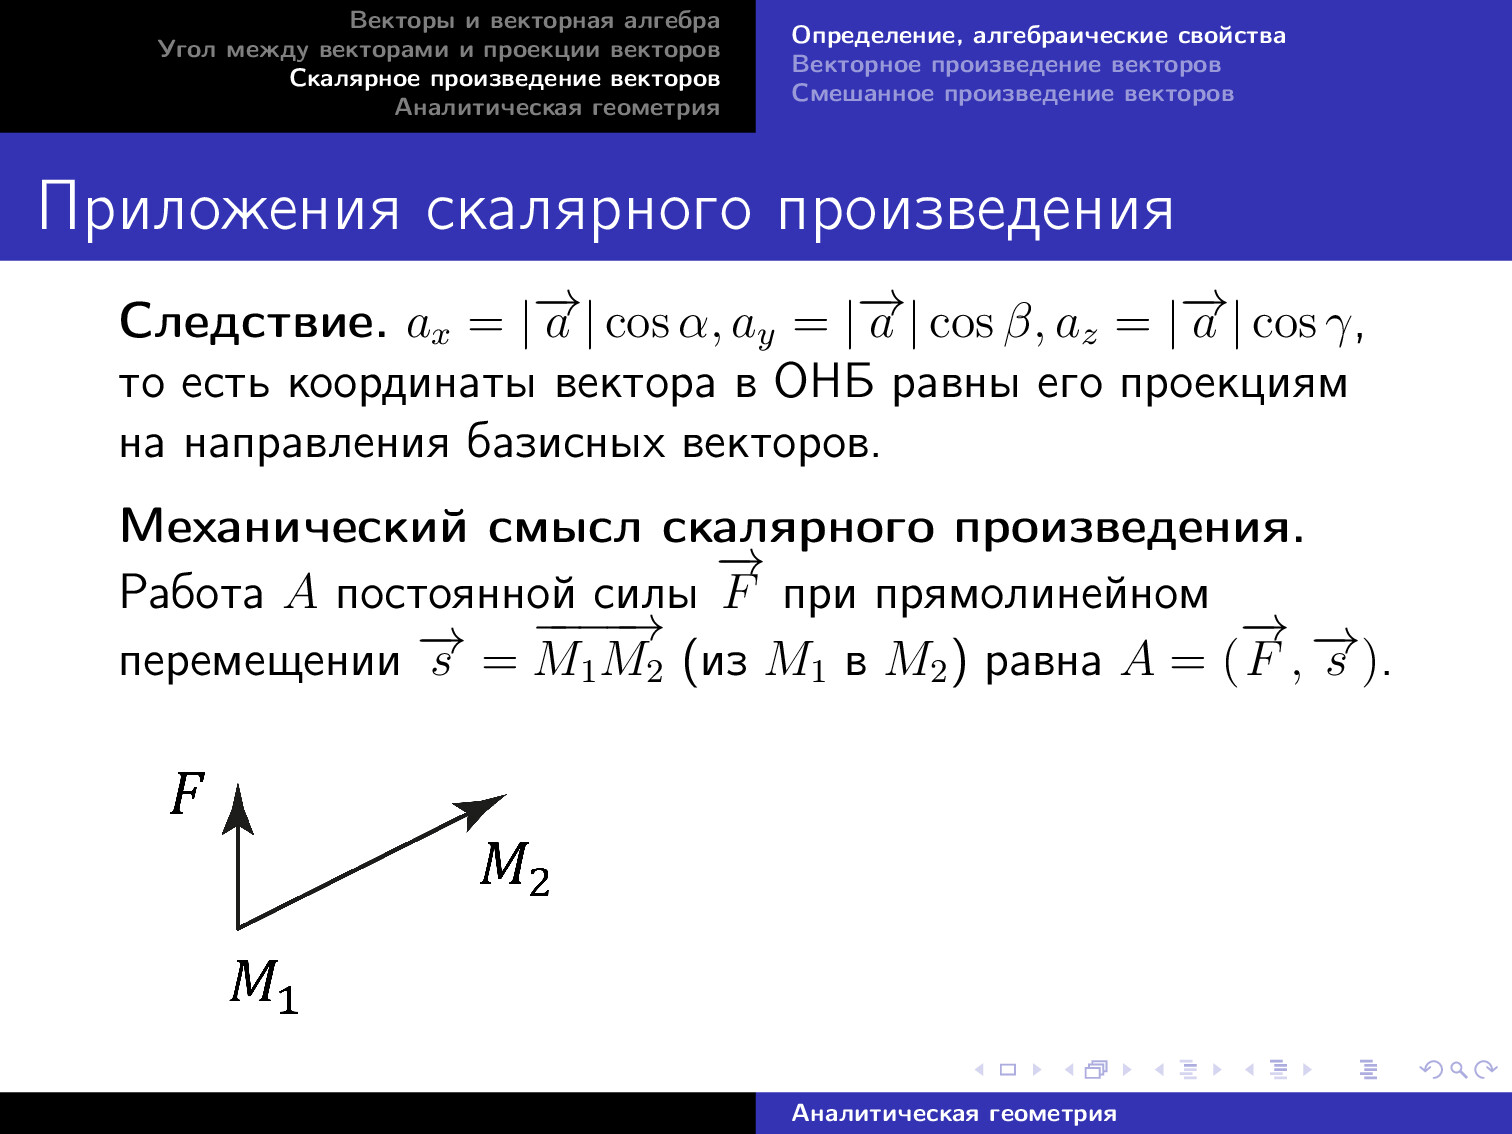 Векторы и векторная алгебра
Угол между векторами и проекции векторов
Скалярное произведение векторов
Аналитическая геометрия
Определение, алгебраические свойства
Векторное произведение векторов
Смешанное произведение векторов
Приложения скалярного произведения
Следствие. $a_x = |\overrightarrow{a}| \cos \alpha, a_y = |\overrightarrow{a}| \cos \beta, a_z = |\overrightarrow{a}| \cos \gamma$,
то есть координаты вектора в ОНБ равны его проекциям
на направления базисных векторов.
Механический смысл скалярного произведения.
Работа $A$ постоянной силы $\overrightarrow{F}$ при прямолинейном
перемещении $\overrightarrow{s} = \overrightarrow{M_1M_2}$ (из $M_1$ в $M_2$) равна $A = (\overrightarrow{F}, \overrightarrow{s})$.
$F$
$M_2$
$M_1$
Аналитическая геометрия